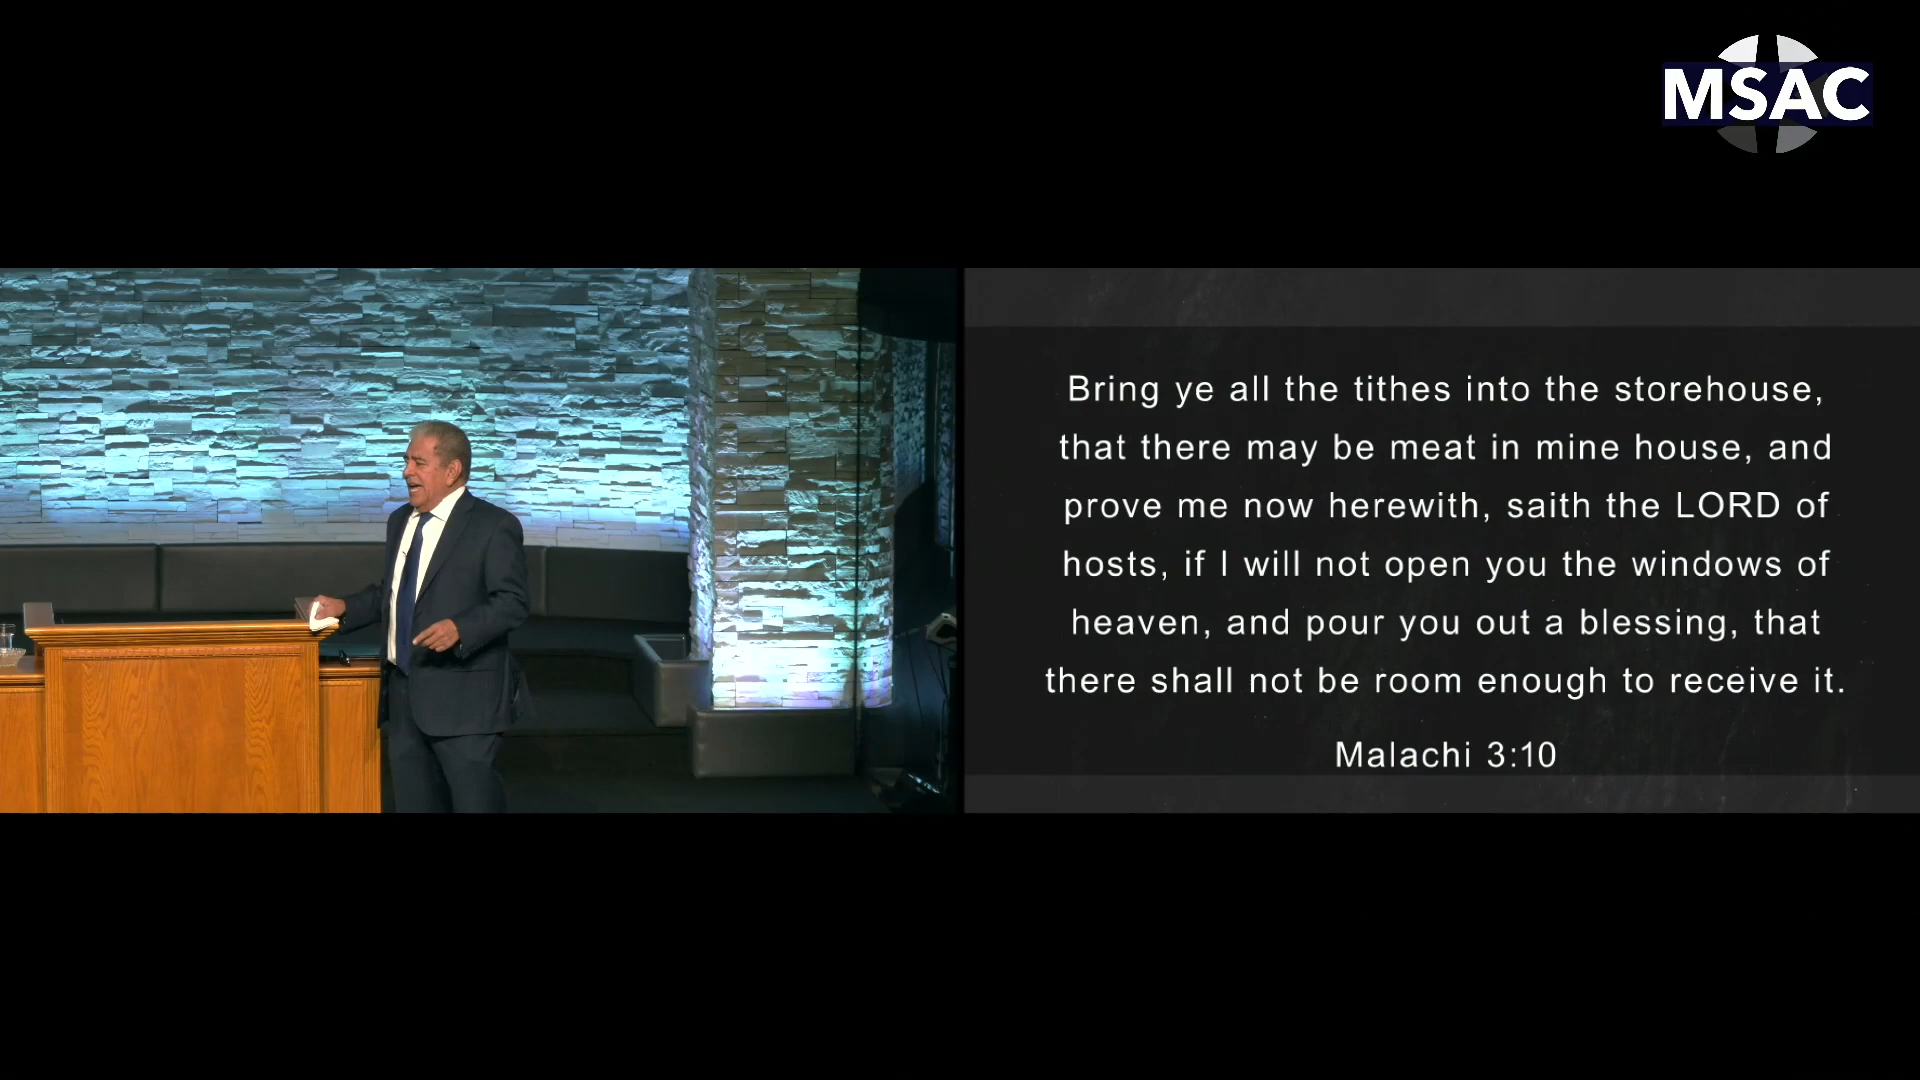 MSAC
Bring ye all the tithes into the storehouse,
that there may be meat in mine house, and
prove me now herewith, saith the LORD of
hosts, if I will not open you the windows of
heaven, and pour you out a blessing, that
there shall not be room enough to receive it.
Malachi 3:10